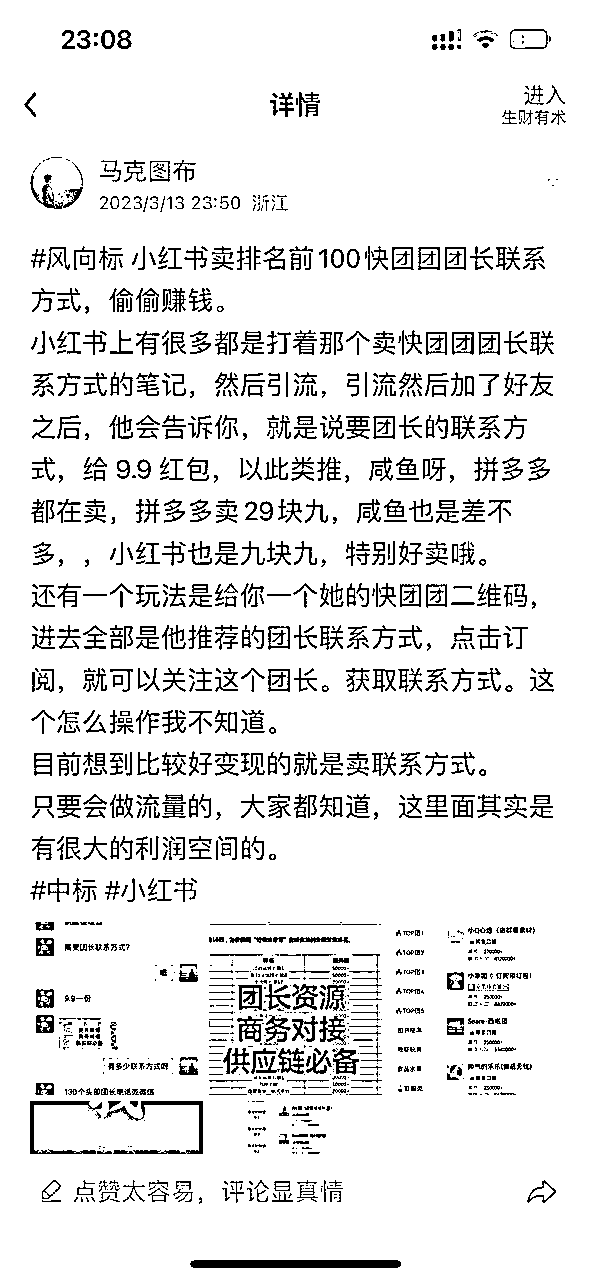 23:08
详情
进入
生财有术
马克图布
2023/3/13 23:50 浙江
#风向标 小红书卖排名前100快团团团长联系
方式，偷偷赚钱。
小红书上有很多都是打着那个卖快团团团长联
系方式的笔记，然后引流，引流然后加了好友
之后，他会告诉你，就是说要团长的联系方
式，给 9.9 红包，以此类推，咸鱼呀，拼多多
都在卖，拼多多卖29块九，咸鱼也是差不
多，，小红书也是九块九，特别好卖哦。
还有一个玩法是给你一个她的快团团二维码，
进去全部是他推荐的团长联系方式，点击订
阅，就可以关注这个团长。获取联系方式。这
个怎么操作我不知道。
目前想到比较好变现的就是卖联系方式。
只要会做流量的，大家都知道，这里面其实是
有很大的利润空间的。
#中标 #小红书
需要团长联系方式?
嗯
9.9一份
有多少联系方式的
130个头部团长电话及微信
团长资源
商务对接
供应链必备
点赞太容易，评论显真情